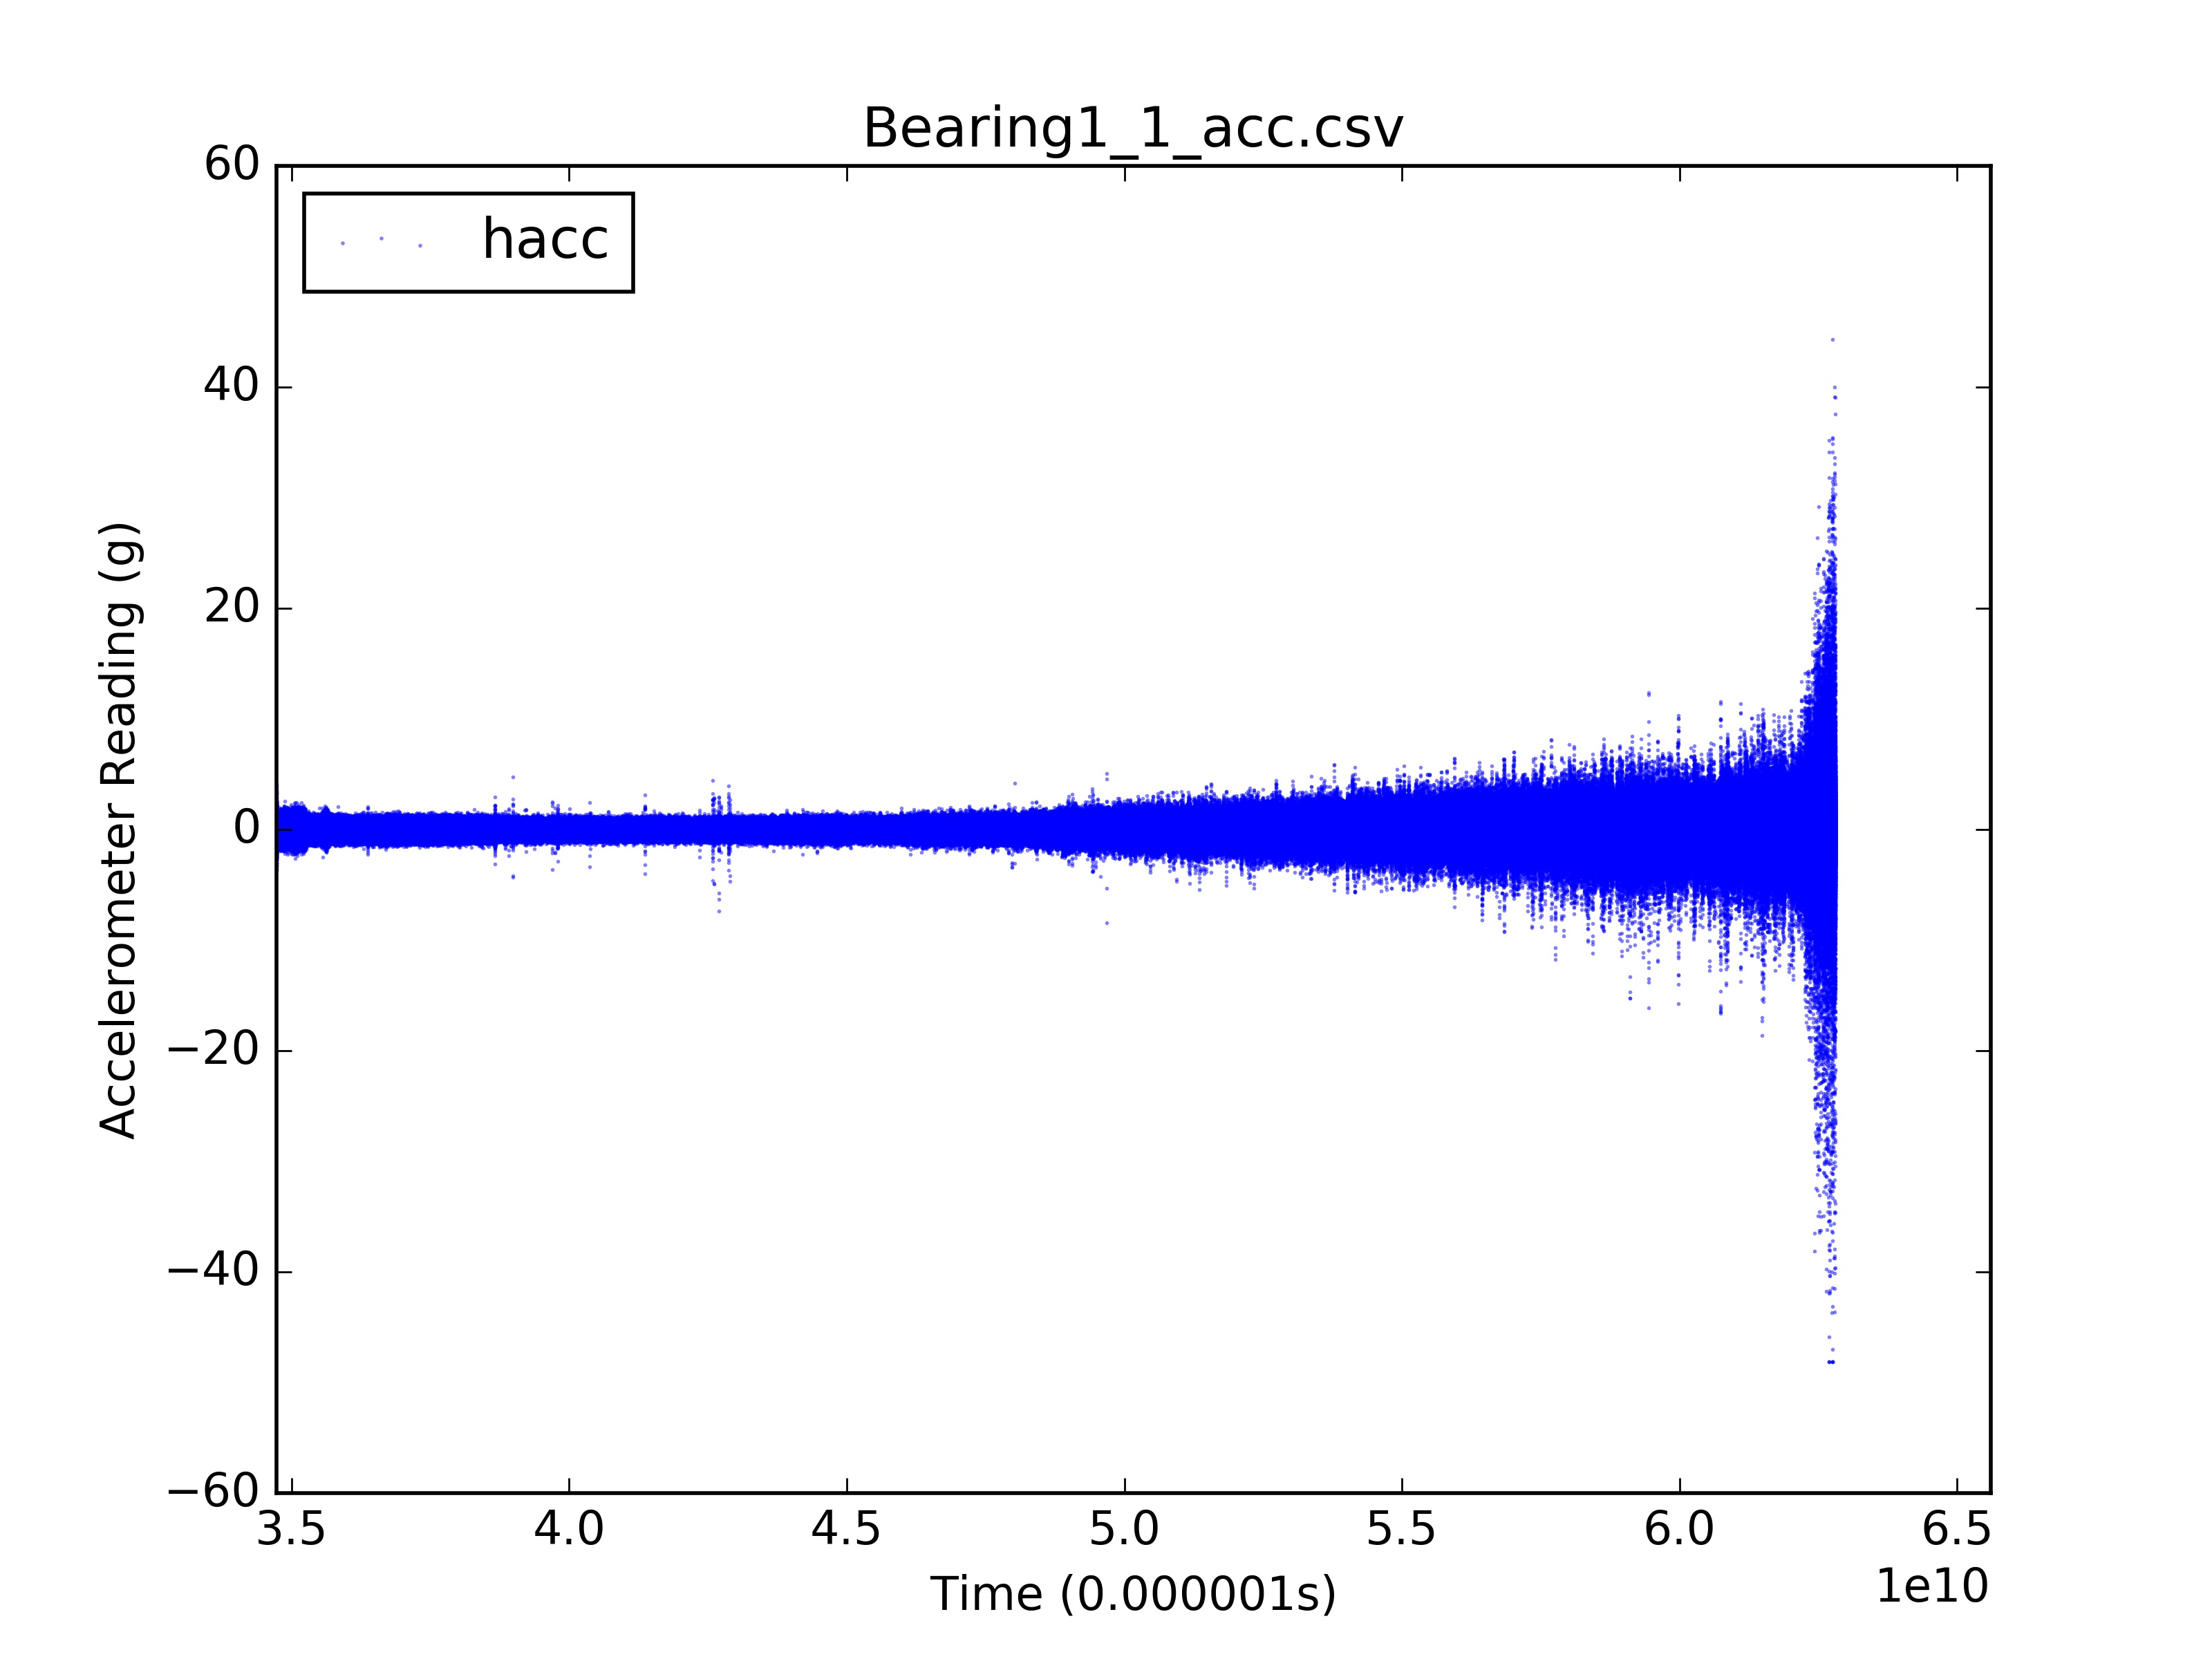 Bearing1_1_acc.csv
60
hacc
40
20
0
−20
−40
−60
Accelerometer Reading (g)
3.5 4.0 4.5 5.0 5.5 6.0 6.5
1e10
Time (0.000001s)